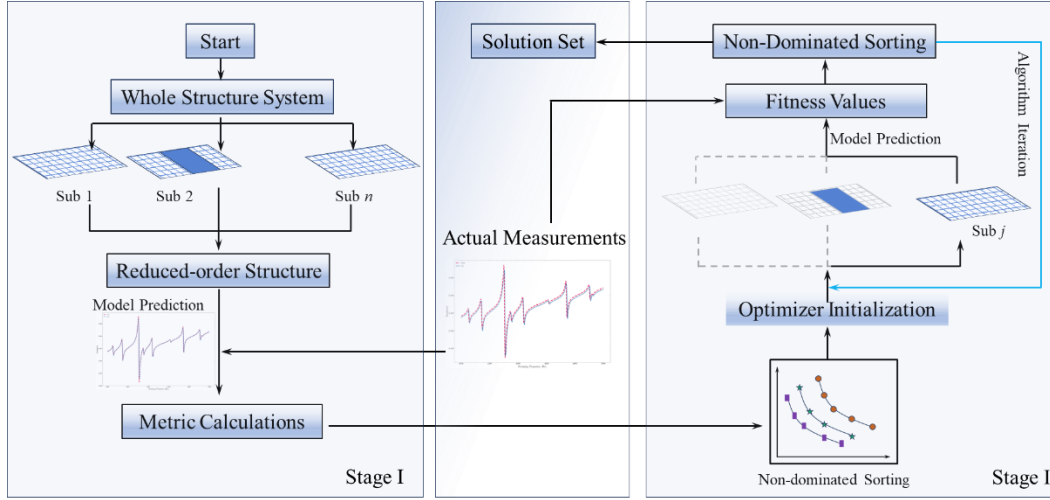 Start
Whole Structure System
Sub 1
Sub 2
Sub n
Reduced-order Structure
Model Prediction
Metric Calculations
Stage I
Solution Set
Actual Measurements
Non-Dominated Sorting
Fitness Values
Algorithm Iteration
Model Prediction
Sub j
Optimizer Initialization
Non-dominated Sorting
Stage I